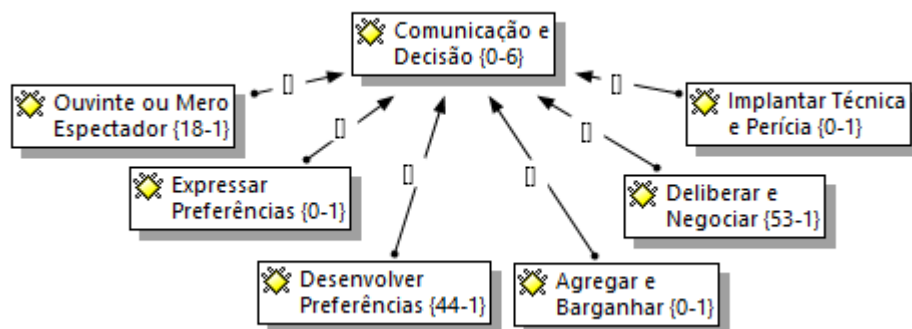 Comunicação e
Decisão {0-6}
Ouvinte ou Mero
Espectador {18-1}
Implantar Técnica
e Perícia {0-1}
Expressar
Preferências {0-1}
Deliberar e
Negociar {53-1}
Desenvolver
Preferências {44-1}
Agregar e
Barganhar {0-1}
[]
[]
[]
[]
[]
[]